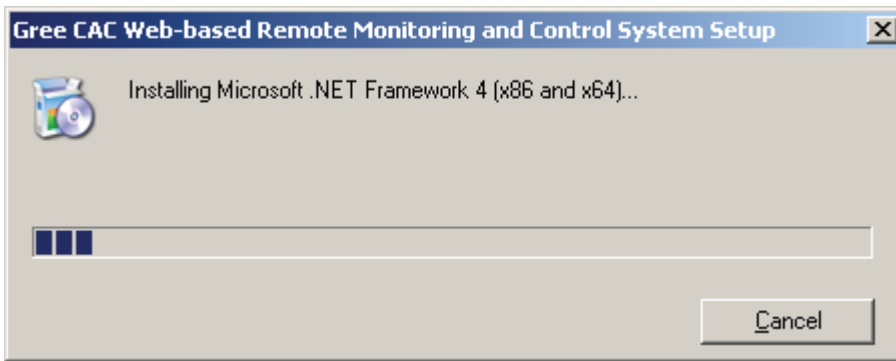 Gree CAC Web-based Remote Monitoring and Control System Setup
Installing Microsoft .NET Framework 4 (x86 and x64)...
Cancel